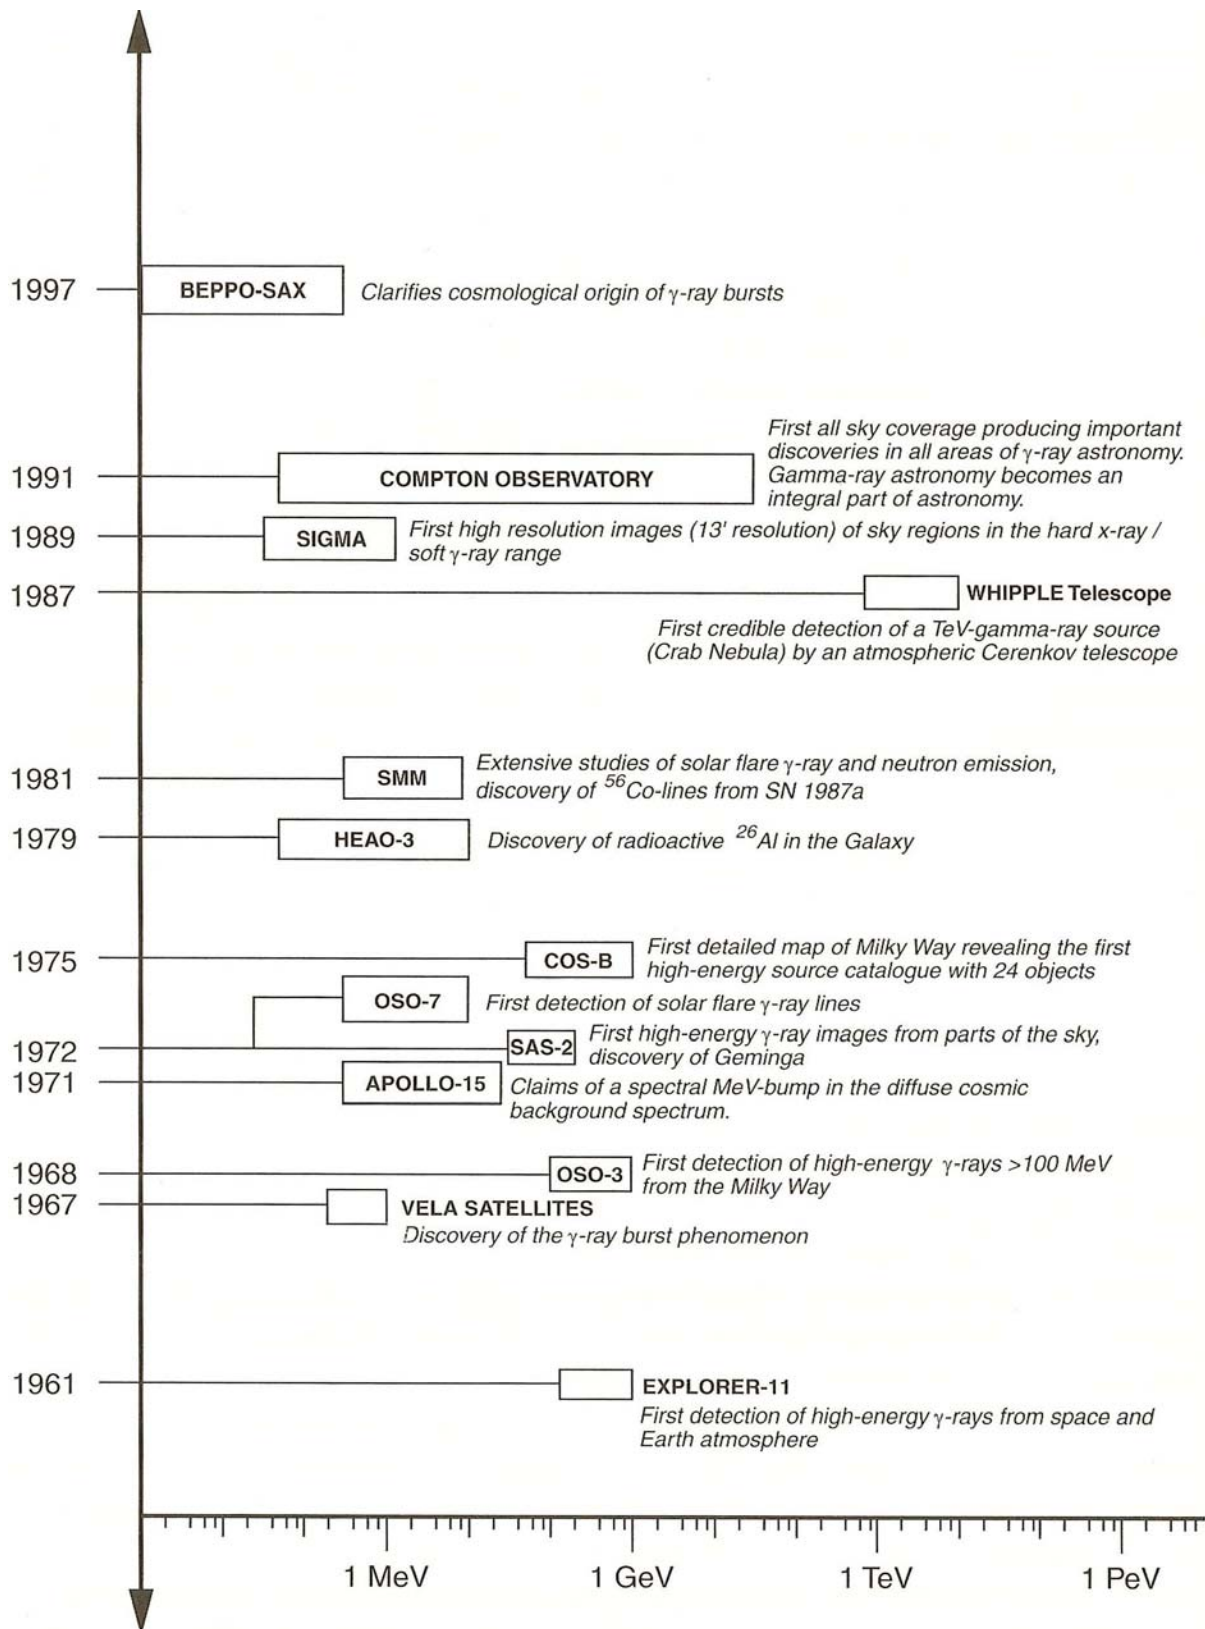 1997
BEPPO-SAX
Clarifies cosmological origin of γ-ray bursts
First all sky coverage producing important
discoveries in all areas of γ-ray astronomy.
Gamma-ray astronomy becomes an
integral part of astronomy.
1991
COMPTON OBSERVATORY
1989
SIGMA
First high resolution images (13' resolution) of sky regions in the hard x-ray /
soft γ-ray range
1987
WHIPPLE Telescope
First credible detection of a TeV-gamma-ray source
(Crab Nebula) by an atmospheric Cerenkov telescope
1981
SMM
Extensive studies of solar flare γ-ray and neutron emission,
discovery of ⁵⁶Co-lines from SN 1987a
1979
HEAO-3
Discovery of radioactive ²⁶Al in the Galaxy
1975
COS-B
First detailed map of Milky Way revealing the first
high-energy source catalogue with 24 objects
OSO-7
First detection of solar flare γ-ray lines
1972
SAS-2
First high-energy γ-ray images from parts of the sky,
discovery of Geminga
1971
APOLLO-15
Claims of a spectral MeV-bump in the diffuse cosmic
background spectrum.
1968
OSO-3
First detection of high-energy γ-rays >100 MeV
from the Milky Way
1967
VELA SATELLITES
Discovery of the γ-ray burst phenomenon
1961
EXPLORER-11
First detection of high-energy γ-rays from space and
Earth atmosphere
1 MeV 1 GeV 1 TeV 1 PeV